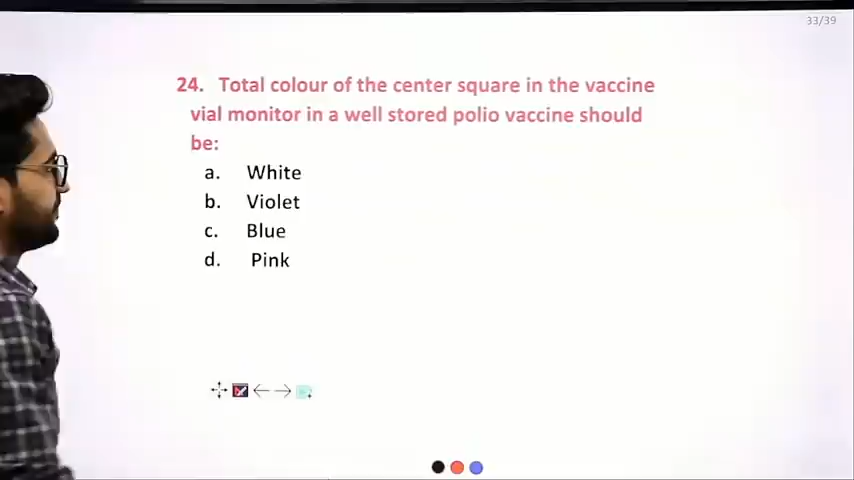 33/39
24. Total colour of the center square in the vaccine
vial monitor in a well stored polio vaccine should
be:
a. White
b. Violet
c. Blue
d. Pink